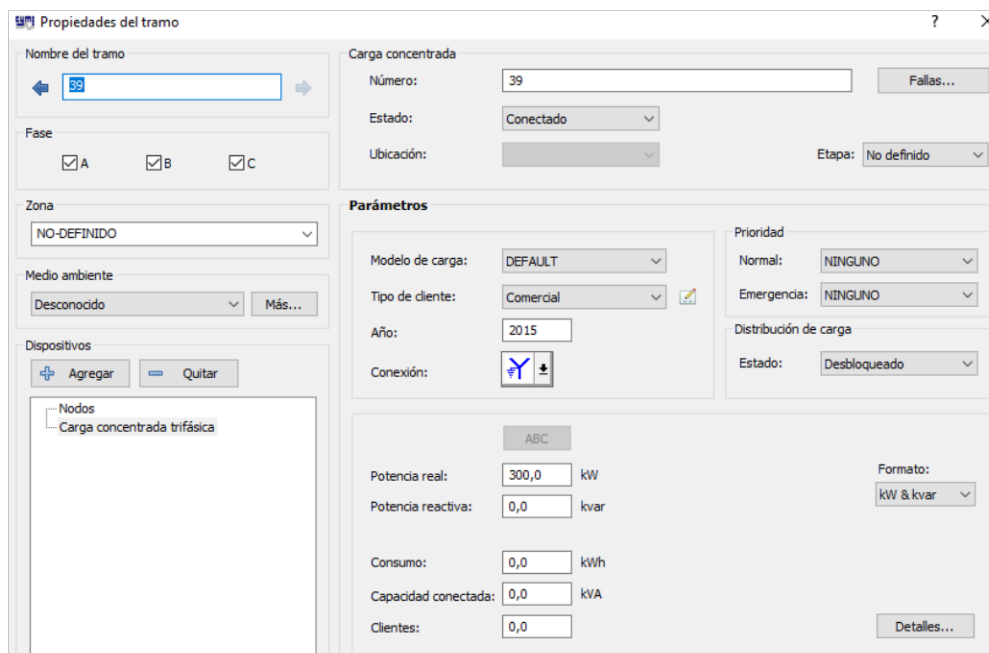 CYME Propiedades del tramo ?
Nombre del tramo
39
Fase
A B C
Zona
NO-DEFINIDO
Medio ambiente
Desconocido Más...
Dispositivos
Agregar Quitar
Nodos
Carga concentrada trifásica
Carga concentrada
Número: 39 Fallas...
Estado: Conectado
Ubicación: Etapa: No definido
Parámetros
Modelo de carga: DEFAULT
Tipo de cliente: Comercial
Año: 2015
Conexión:
Prioridad
Normal: NINGUNO
Emergencia: NINGUNO
Distribución de carga
Estado: Desbloqueado
ABC
Potencia real: 300,0 kW
Potencia reactiva: 0,0 kvar
Formato:
kW & kvar
Consumo: 0,0 kWh
Capacidad conectada: 0,0 kVA
Clientes: 0,0 Detalles...